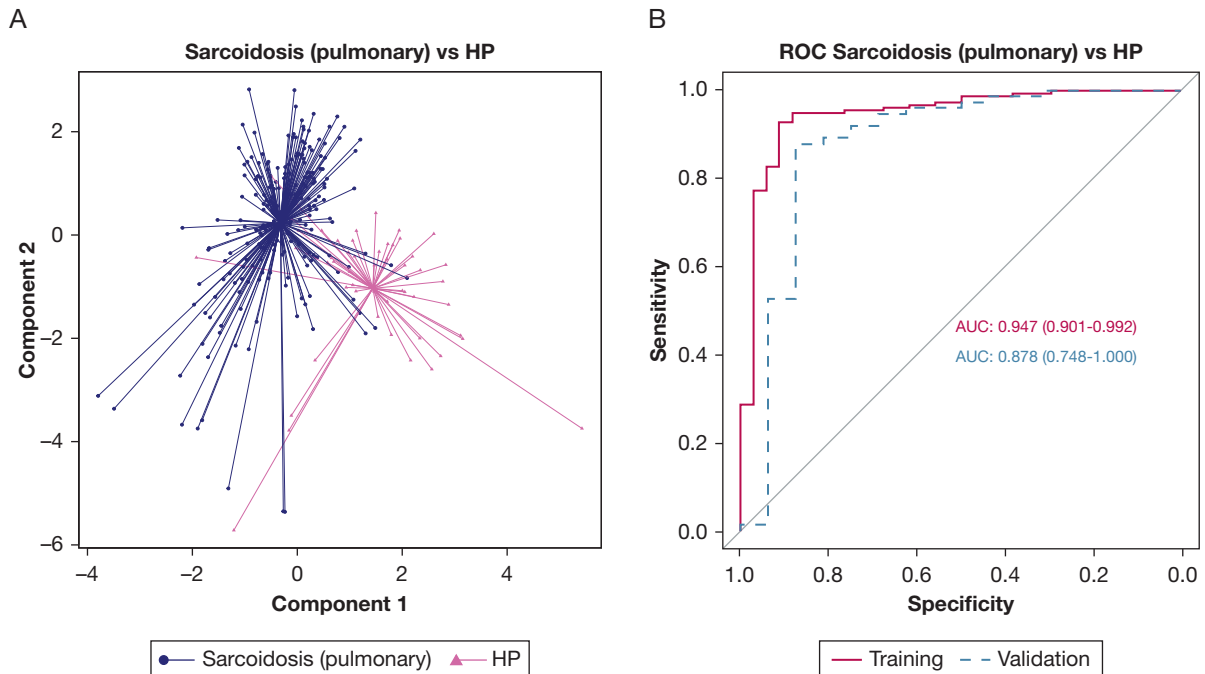 A
Sarcoidosis (pulmonary) vs HP
2
0
−2
−4
−6
Component 2
−4 −2 0 2 4
Component 1
Sarcoidosis (pulmonary) HP
B
ROC Sarcoidosis (pulmonary) vs HP
1.0
0.8
0.6
0.4
0.2
0.0
Sensitivity
AUC: 0.947 (0.901-0.992)
AUC: 0.878 (0.748-1.000)
1.0 0.8 0.6 0.4 0.2 0.0
Specificity
Training Validation